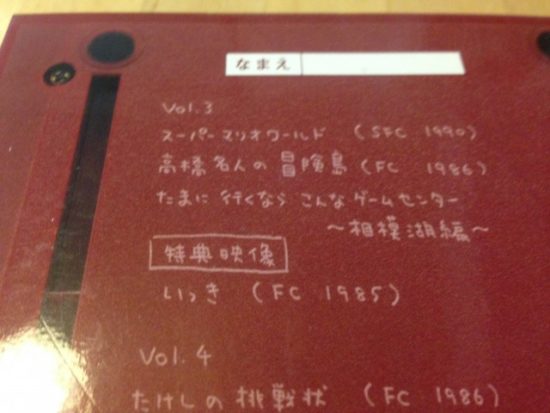 なまえ
Vol.3
スーパーマリオワールド (SFC 1990)
高橋名人の冒険島 (FC 1986)
たまに行くならこんなゲームセンター
～相模湖編～
特典映像
いっき (FC 1985)
Vol.4
たけしの挑戦状 (FC 1986)